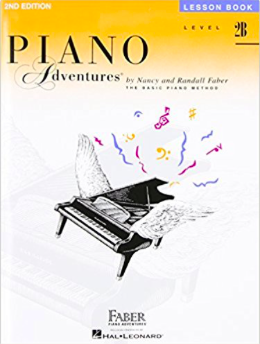 2ND EDITION
LESSON BOOK
PIANO
LEVEL 2B
Adventures®
by Nancy and Randall Faber
THE BASIC PIANO METHOD
FABER
PIANO ADVENTURES
HAL•LEONARD®